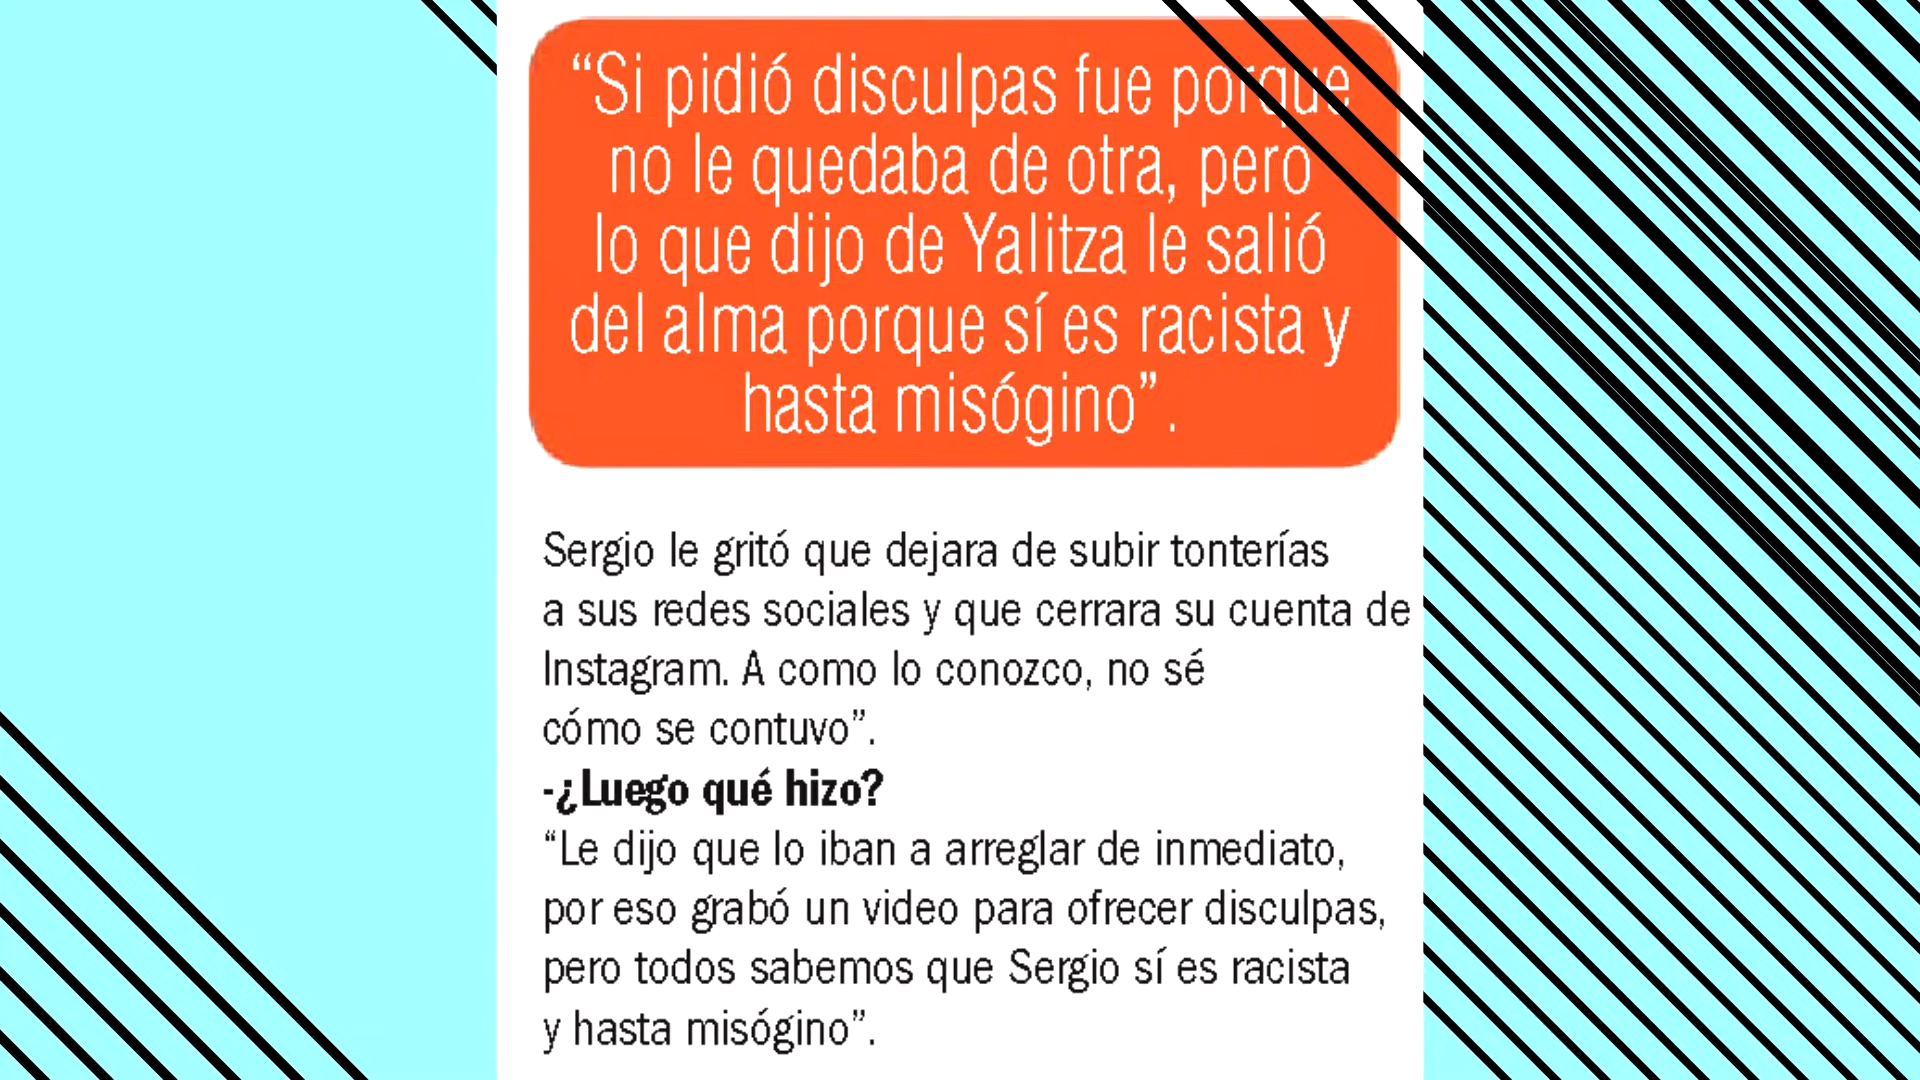 “Si pidió disculpas fue porque
no le quedaba de otra, pero
lo que dijo de Yalitza le salió
del alma porque sí es racista y
hasta misógino”.
Sergio le gritó que dejara de subir tonterías
a sus redes sociales y que cerrara su cuenta de
Instagram. A como lo conozco, no sé
cómo se contuvo”.
-¿Luego qué hizo?
“Le dijo que lo iban a arreglar de inmediato,
por eso grabó un video para ofrecer disculpas,
pero todos sabemos que Sergio sí es racista
y hasta misógino”.